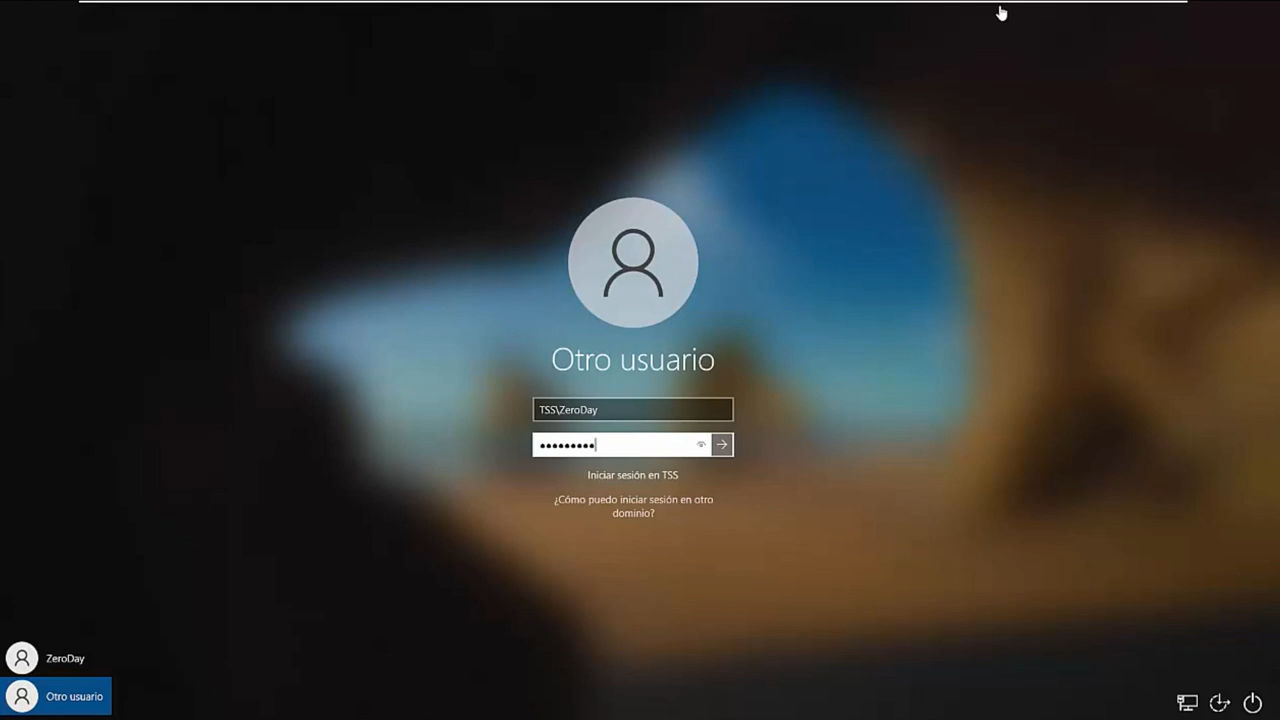 Otro usuario
TSS\ZeroDay
Iniciar sesión en TSS
¿Cómo puedo iniciar sesión en otro
dominio?
ZeroDay
Otro usuario